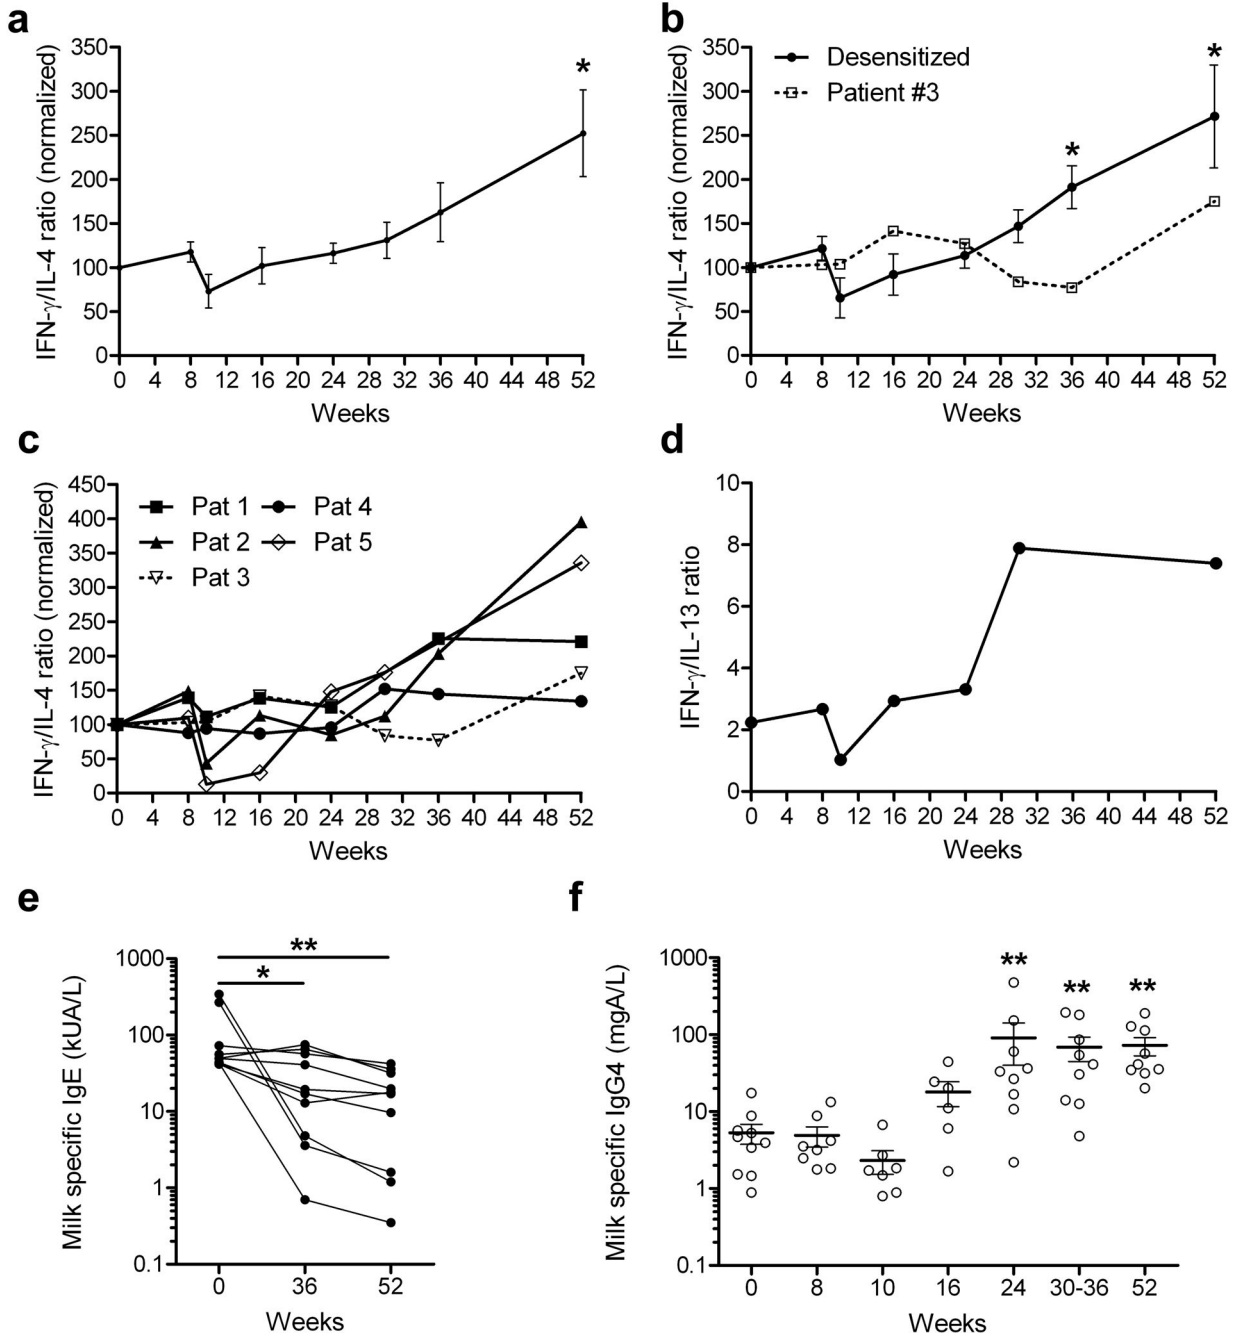 a
IFN-γ/IL-4 ratio (normalized)
350
300
250
200
150
100
50
0
*
0 4 8 12 16 20 24 28 32 36 40 44 48 52
Weeks
b
IFN-γ/IL-4 ratio (normalized)
350
300
250
200
150
100
50
0
Desensitized
Patient #3
*
*
0 4 8 12 16 20 24 28 32 36 40 44 48 52
Weeks
c
IFN-γ/IL-4 ratio (normalized)
450
400
350
300
250
200
150
100
50
0
Pat 1 Pat 4
Pat 2 Pat 5
Pat 3
0 4 8 12 16 20 24 28 32 36 40 44 48 52
Weeks
d
IFN-γ/IL-13 ratio
10
8
6
4
2
0
0 4 8 12 16 20 24 28 32 36 40 44 48 52
Weeks
e
Milk specific IgE (kUA/L)
1000
100
10
1
0.1
**
*
0 36 52
Weeks
f
Milk specific IgG4 (mgA/L)
1000
100
10
1
0.1
** ** **
0 8 10 16 24 30-36 52
Weeks